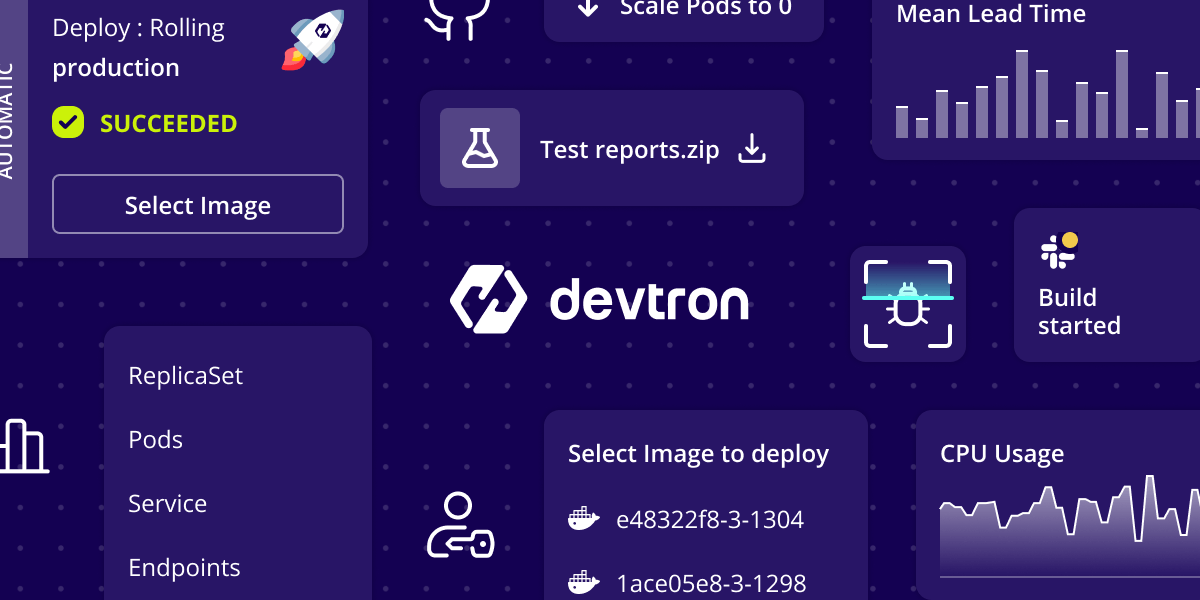 AUTOMATIC
Deploy : Rolling
production
SUCCEEDED
Select Image
Scale Pods to 0
Mean Lead Time
Test reports.zip
devtron
Build
started
ReplicaSet
Pods
Service
Endpoints
Select Image to deploy
e48322f8-3-1304
1ace05e8-3-1298
CPU Usage